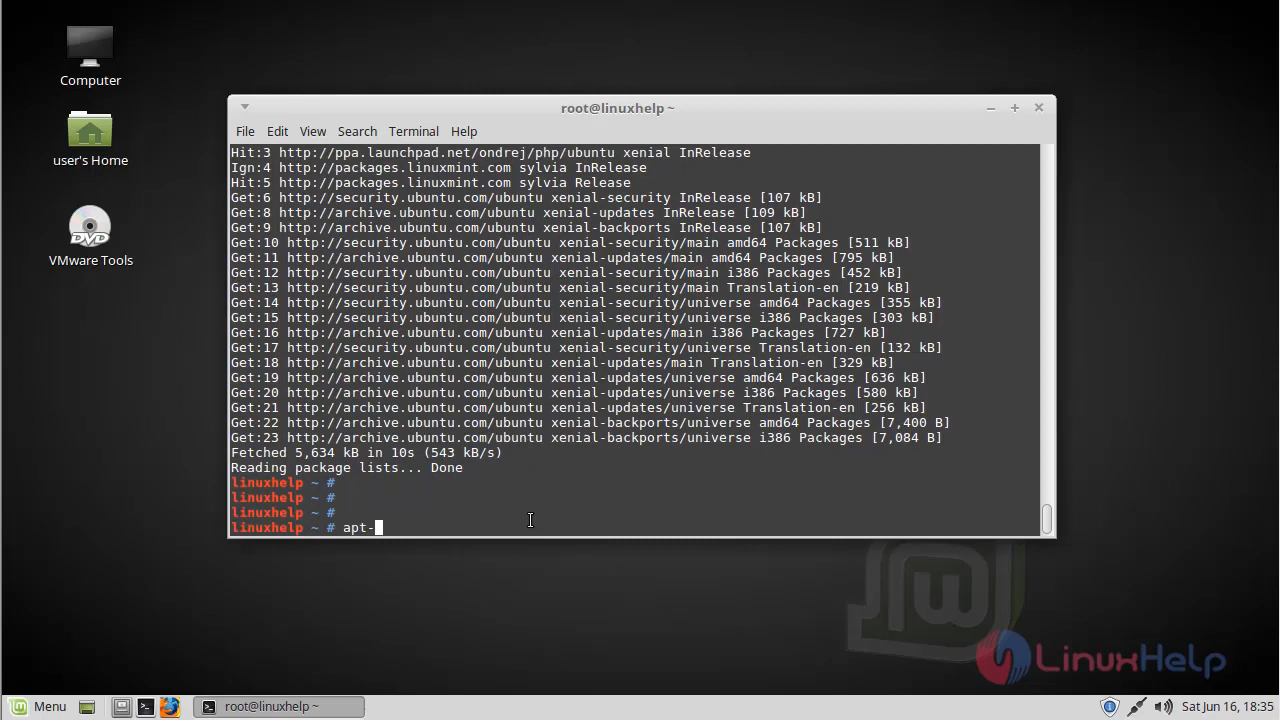 Computer
user's Home
DVD
VMware Tools
root@linuxhelp ~
File Edit View Search Terminal Help
Hit:3 http://ppa.launchpad.net/ondrej/php/ubuntu xenial InRelease
Ign:4 http://packages.linuxmint.com sylvia InRelease
Hit:5 http://packages.linuxmint.com sylvia Release
Get:6 http://security.ubuntu.com/ubuntu xenial-security InRelease [107 kB]
Get:8 http://archive.ubuntu.com/ubuntu xenial-updates InRelease [109 kB]
Get:9 http://archive.ubuntu.com/ubuntu xenial-backports InRelease [107 kB]
Get:10 http://security.ubuntu.com/ubuntu xenial-security/main amd64 Packages [511 kB]
Get:11 http://archive.ubuntu.com/ubuntu xenial-updates/main amd64 Packages [795 kB]
Get:12 http://security.ubuntu.com/ubuntu xenial-security/main i386 Packages [452 kB]
Get:13 http://security.ubuntu.com/ubuntu xenial-security/main Translation-en [219 kB]
Get:14 http://security.ubuntu.com/ubuntu xenial-security/universe amd64 Packages [355 kB]
Get:15 http://security.ubuntu.com/ubuntu xenial-security/universe i386 Packages [303 kB]
Get:16 http://archive.ubuntu.com/ubuntu xenial-updates/main i386 Packages [727 kB]
Get:17 http://security.ubuntu.com/ubuntu xenial-security/universe Translation-en [132 kB]
Get:18 http://archive.ubuntu.com/ubuntu xenial-updates/main Translation-en [329 kB]
Get:19 http://archive.ubuntu.com/ubuntu xenial-updates/universe amd64 Packages [636 kB]
Get:20 http://archive.ubuntu.com/ubuntu xenial-updates/universe i386 Packages [580 kB]
Get:21 http://archive.ubuntu.com/ubuntu xenial-updates/universe Translation-en [256 kB]
Get:22 http://archive.ubuntu.com/ubuntu xenial-backports/universe amd64 Packages [7,400 B]
Get:23 http://archive.ubuntu.com/ubuntu xenial-backports/universe i386 Packages [7,084 B]
Fetched 5,634 kB in 10s (543 kB/s)
Reading package lists... Done
linuxhelp ~ #
linuxhelp ~ #
linuxhelp ~ #
linuxhelp ~ # apt-
LinuxHelp
Menu
root@linuxhelp ~
Sat Jun 16, 18:35